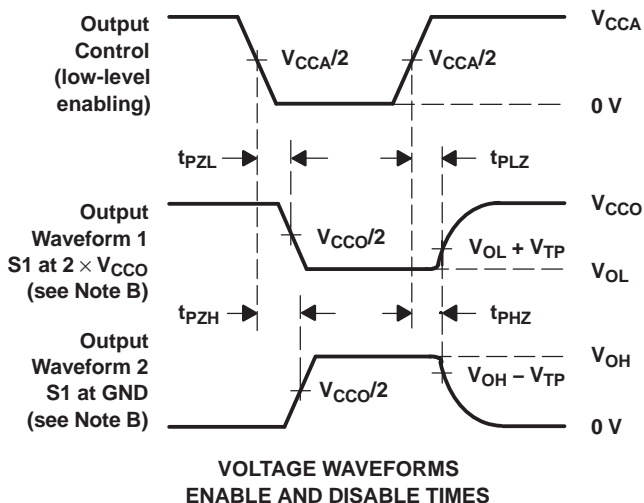 Output
Control
(low-level
enabling)
V_CCA/2
V_CCA/2
V_CCA
0 V
t_PZL
t_PLZ
Output
Waveform 1
S1 at 2 × V_CCO
(see Note B)
V_CCO/2
V_CCO
V_OL + V_TP
V_OL
t_PZH
t_PHZ
Output
Waveform 2
S1 at GND
(see Note B)
V_CCO/2
V_OH
V_OH − V_TP
0 V
VOLTAGE WAVEFORMS
ENABLE AND DISABLE TIMES